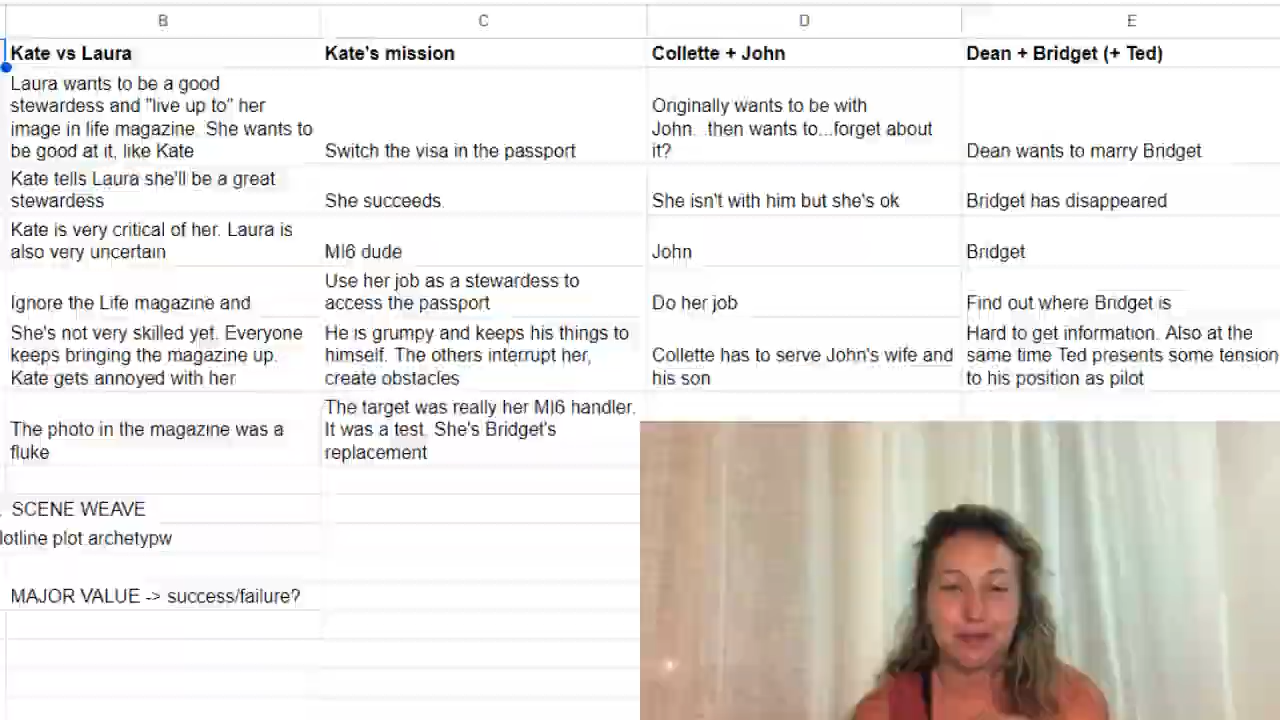 B
C
D
E
Kate vs Laura
Kate's mission
Collette + John
Dean + Bridget (+ Ted)
Laura wants to be a good
stewardess and "live up to" her
image in life magazine. She wants to
be good at it, like Kate
Switch the visa in the passport
Originally wants to be with
John...then wants to...forget about
it?
Dean wants to marry Bridget
Kate tells Laura she'll be a great
stewardess
She succeeds.
She isn't with him but she's ok
Bridget has disappeared
Kate is very critical of her. Laura is
also very uncertain
MI6 dude
John
Bridget
Ignore the Life magazine and
Use her job as a stewardess to
access the passport
Do her job
Find out where Bridget is
She's not very skilled yet. Everyone
keeps bringing the magazine up.
Kate gets annoyed with her
He is grumpy and keeps his things to
himself. The others interrupt her,
create obstacles
Collette has to serve John's wife and
his son
Hard to get information. Also at the
same time Ted presents some tension
to his position as pilot
The photo in the magazine was a
fluke
The target was really her MI6 handler.
It was a test. She's Bridget's
replacement
SCENE WEAVE
lotline plot archetypw
MAJOR VALUE -> success/failure?